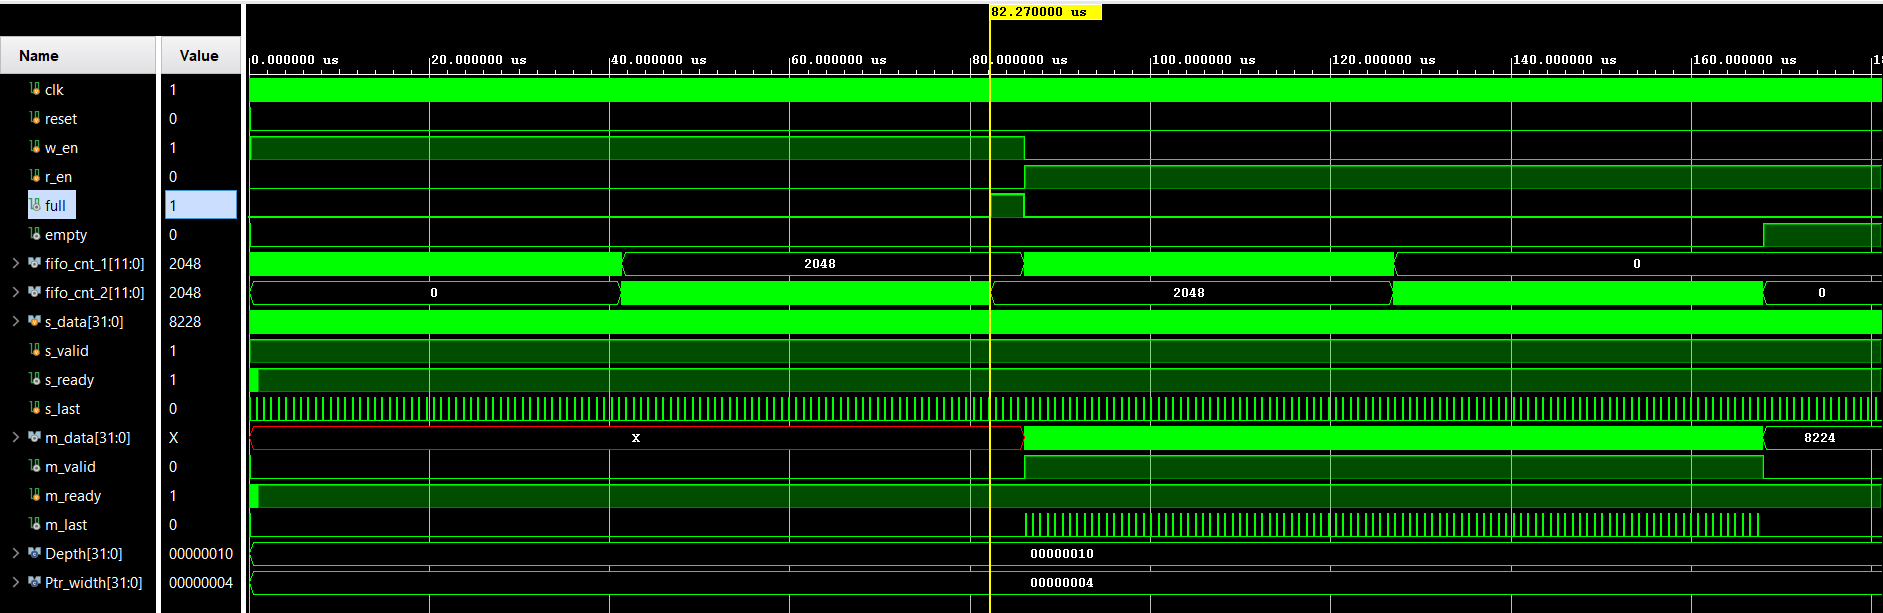 82.270000 us
Name Value
0.000000 us 20.000000 us 40.000000 us 60.000000 us 80.000000 us 100.000000 us 120.000000 us 140.000000 us 160.000000 us
clk 1
reset 0
w_en 1
r_en 0
full 1
empty 0
fifo_cnt_1[11:0] 2048 2048 0
fifo_cnt_2[11:0] 2048 0 2048 0
s_data[31:0] 8228
s_valid 1
s_ready 1
s_last 0
m_data[31:0] X X 8224
m_valid 0
m_ready 1
m_last 0
Depth[31:0] 00000010 00000010
Ptr_width[31:0] 00000004 00000004